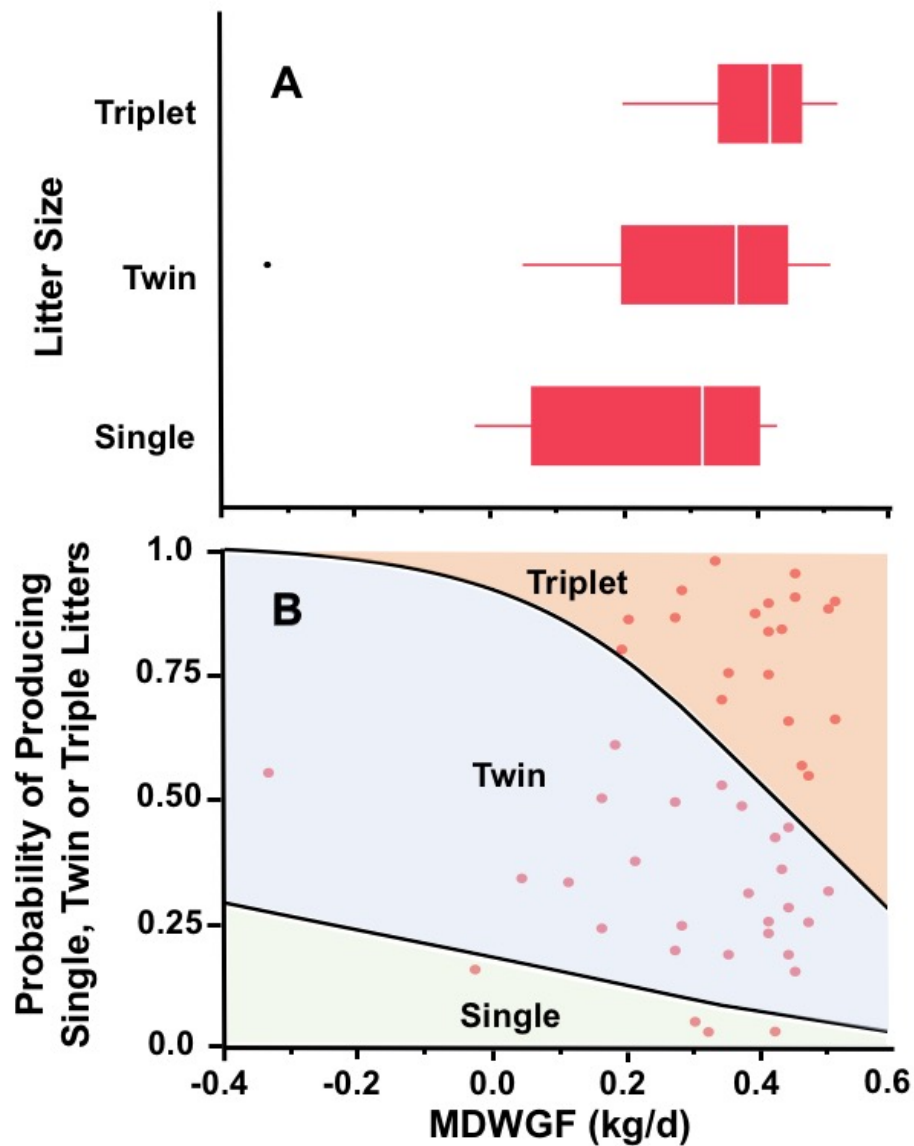 A
Triplet
Twin
Single
Litter Size
B
1.0
0.75
0.50
0.25
0.0
Probability of Producing
Single, Twin or Triple Litters
Triplet
Twin
Single
-0.4 -0.2 0.0 0.2 0.4 0.6
MDWGF (kg/d)